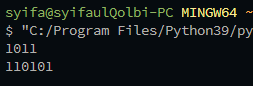 syifa@syifaulQolbi-PC MINGW64 ~
$ "C:/Program Files/Python39/py
1011
110101